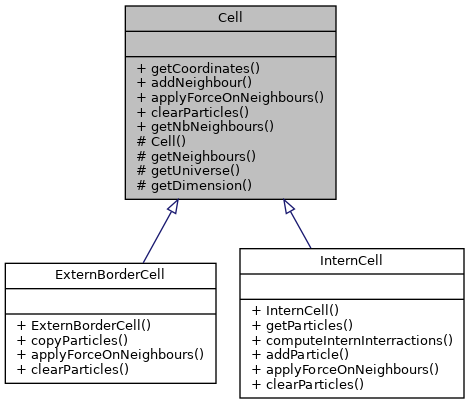 Cell
+ getCoordinates()
+ addNeighbour()
+ applyForceOnNeighbours()
+ clearParticles()
+ getNbNeighbours()
# Cell()
# getNeighbours()
# getUniverse()
# getDimension()
ExternBorderCell
+ ExternBorderCell()
+ copyParticles()
+ applyForceOnNeighbours()
+ clearParticles()
InternCell
+ InternCell()
+ getParticles()
+ computeInternInterractions()
+ addParticle()
+ applyForceOnNeighbours()
+ clearParticles()